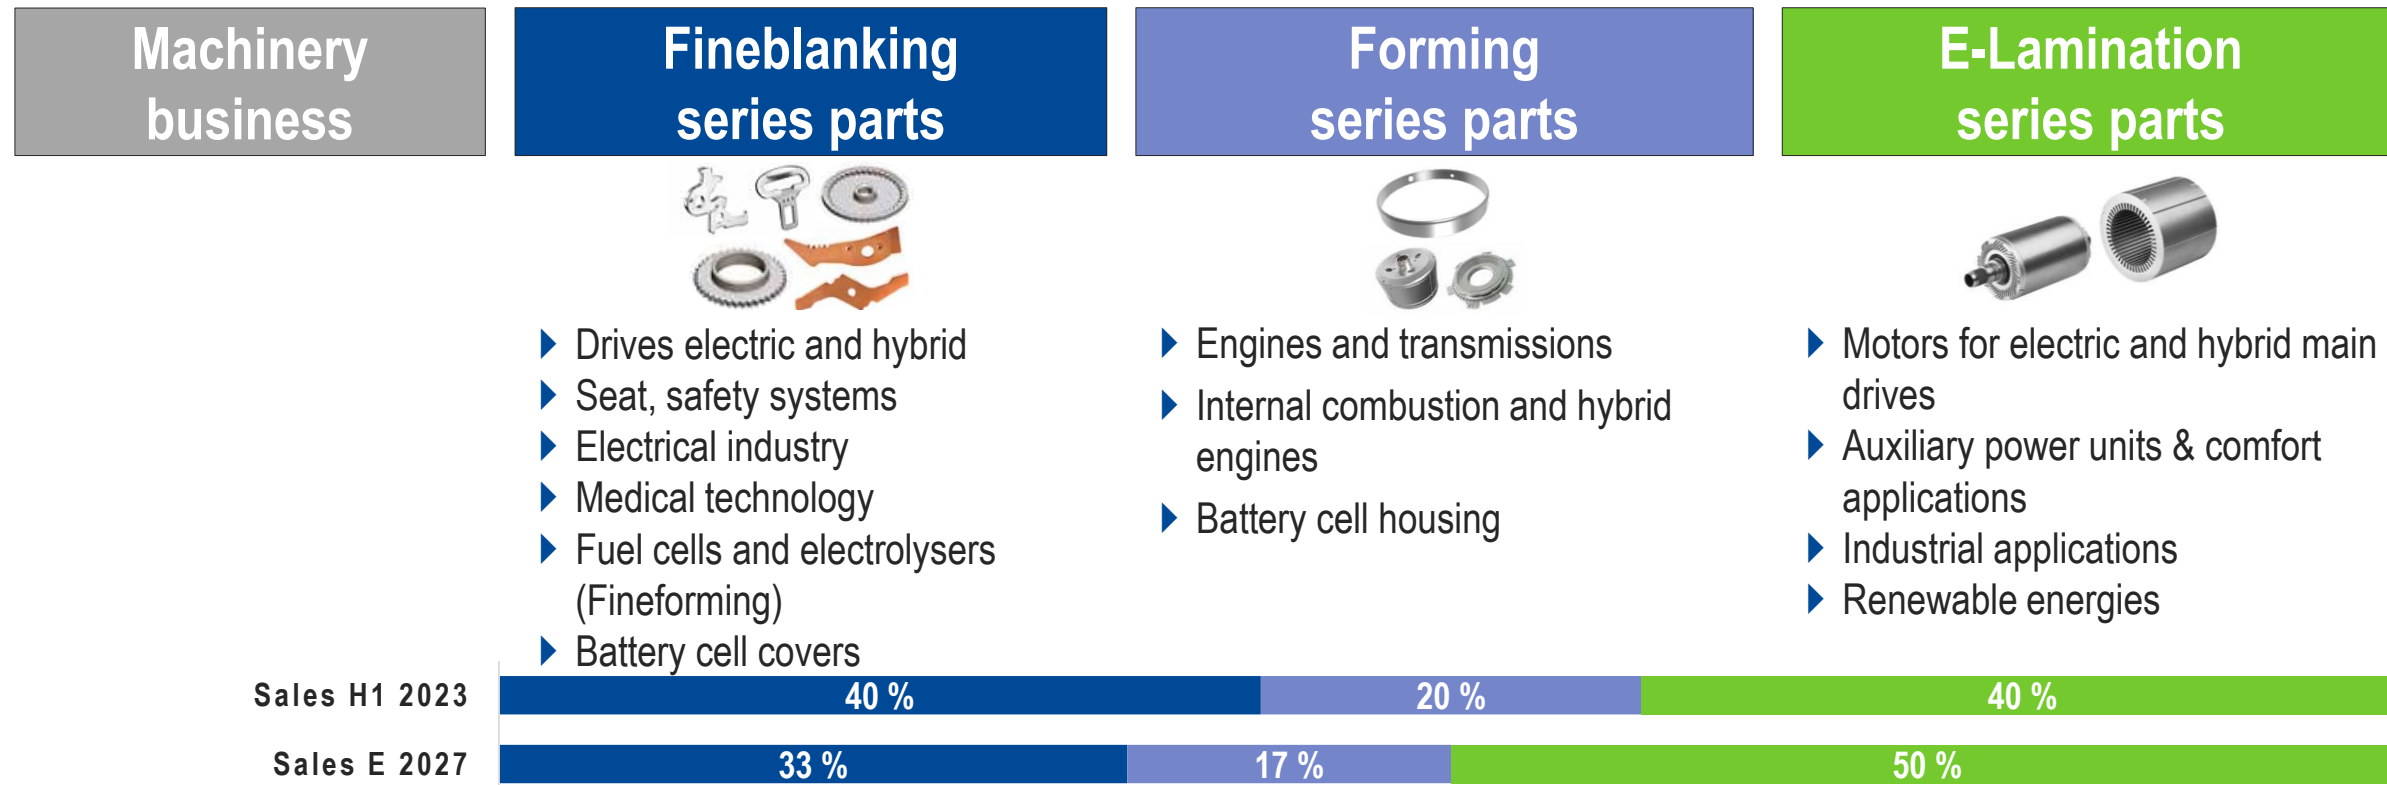 Machinery
business
Fineblanking
series parts
Forming
series parts
E-Lamination
series parts
Drives electric and hybrid
Seat, safety systems
Electrical industry
Medical technology
Fuel cells and electrolysers
(Fineforming)
Battery cell covers
Engines and transmissions
Internal combustion and hybrid
engines
Battery cell housing
Motors for electric and hybrid main
drives
Auxiliary power units & comfort
applications
Industrial applications
Renewable energies
Sales H1 2023
40 %
20 %
40 %
Sales E 2027
33 %
17 %
50 %